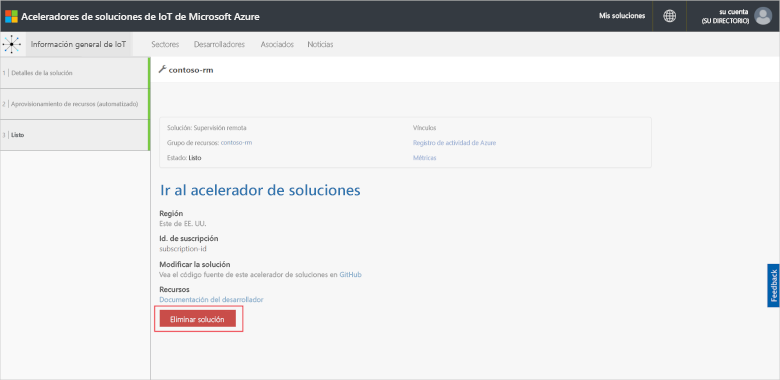 Aceleradores de soluciones de IoT de Microsoft Azure
Mis soluciones
su cuenta
(SU DIRECTORIO)
Información general de IoT
Sectores
Desarrolladores
Asociados
Noticias
1 | Detalles de la solución
2 | Aprovisionamiento de recursos (automatizado)
3 | Listo
contoso-rm
Solución: Supervisión remota
Grupo de recursos: contoso-rm
Estado: Listo
Vínculos
Registro de actividad de Azure
Métricas
Ir al acelerador de soluciones
Región
Este de EE. UU.
Id. de suscripción
subscription-id
Modificar la solución
Vea el código fuente de este acelerador de soluciones en GitHub
Recursos
Documentación del desarrollador
Eliminar solución
Feedback